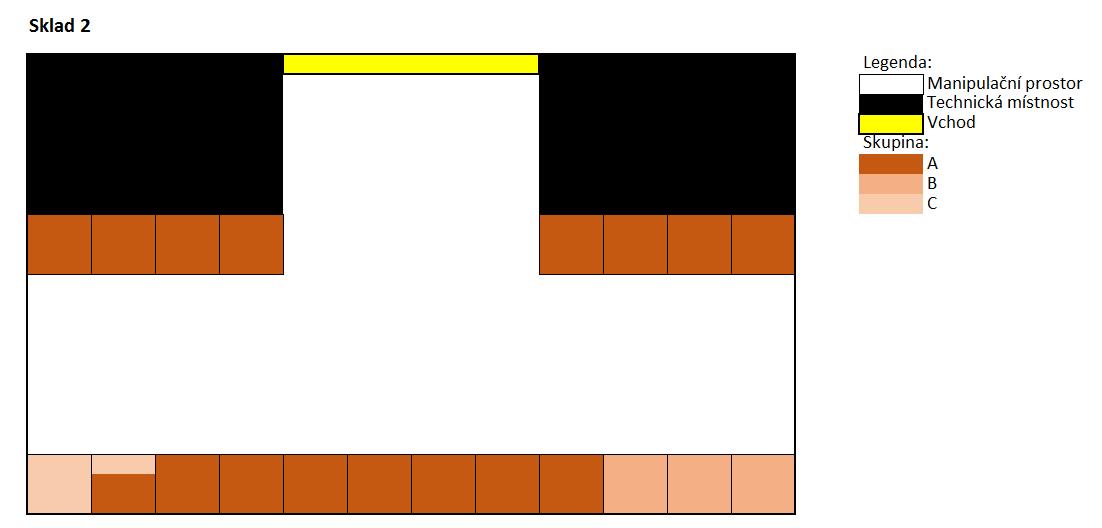 Sklad 2
Legenda:
Manipulační prostor
Technická místnost
Vchod
Skupina:
A
B
C